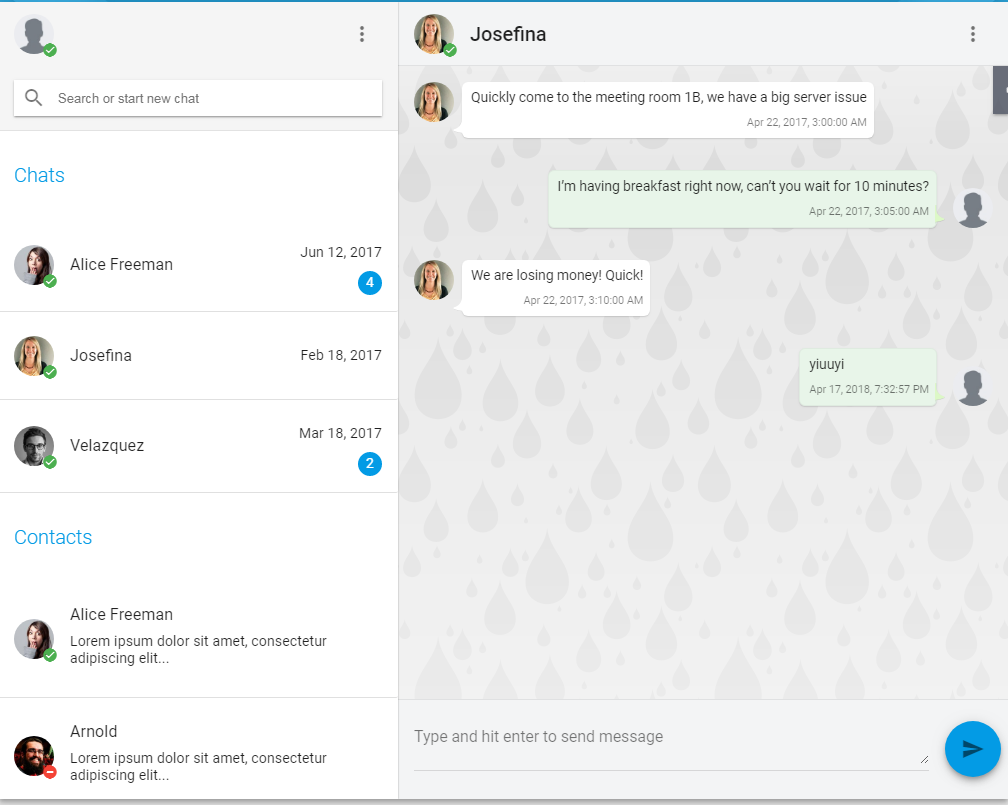 Search or start new chat
Chats
Alice Freeman
Jun 12, 2017
4
Josefina
Feb 18, 2017
Velazquez
Mar 18, 2017
2
Contacts
Alice Freeman
Lorem ipsum dolor sit amet, consectetur
adipiscing elit...
Arnold
Lorem ipsum dolor sit amet, consectetur
adipiscing elit...
Josefina
Quickly come to the meeting room 1B, we have a big server issue
Apr 22, 2017, 3:00:00 AM
I’m having breakfast right now, can’t you wait for 10 minutes?
Apr 22, 2017, 3:05:00 AM
We are losing money! Quick!
Apr 22, 2017, 3:10:00 AM
yiuuyi
Apr 17, 2018, 7:32:57 PM
Type and hit enter to send message